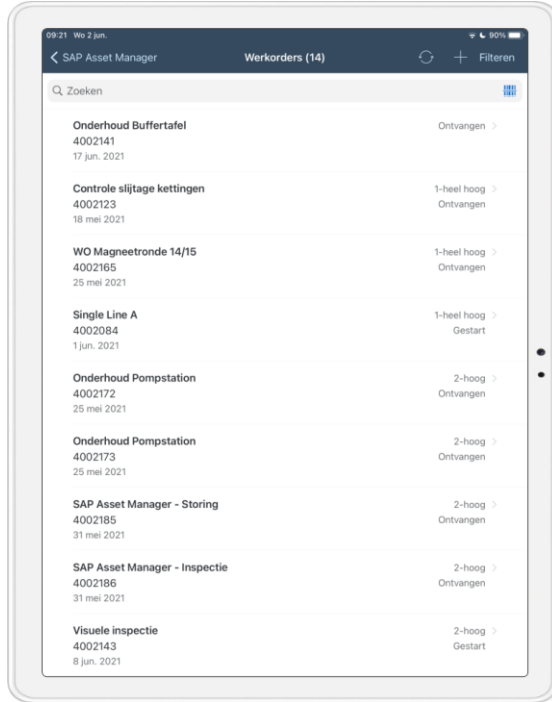 09:21 Wo 2 jun. 90%
SAP Asset Manager Werkorders (14) Filteren
Zoeken
Onderhoud Buffertafel Ontvangen
4002141
17 jun. 2021
Controle slijtage kettingen 1-heel hoog
4002123 Ontvangen
18 mei 2021
WO Magneetronde 14/15 1-heel hoog
4002165 Ontvangen
25 mei 2021
Single Line A 1-heel hoog
4002084 Gestart
1 jun. 2021
Onderhoud Pompstation 2-hoog
4002172 Ontvangen
25 mei 2021
Onderhoud Pompstation 2-hoog
4002173 Ontvangen
25 mei 2021
SAP Asset Manager - Storing 2-hoog
4002185 Ontvangen
31 mei 2021
SAP Asset Manager - Inspectie 2-hoog
4002186 Ontvangen
31 mei 2021
Visuele inspectie 2-hoog
4002143 Gestart
8 jun. 2021